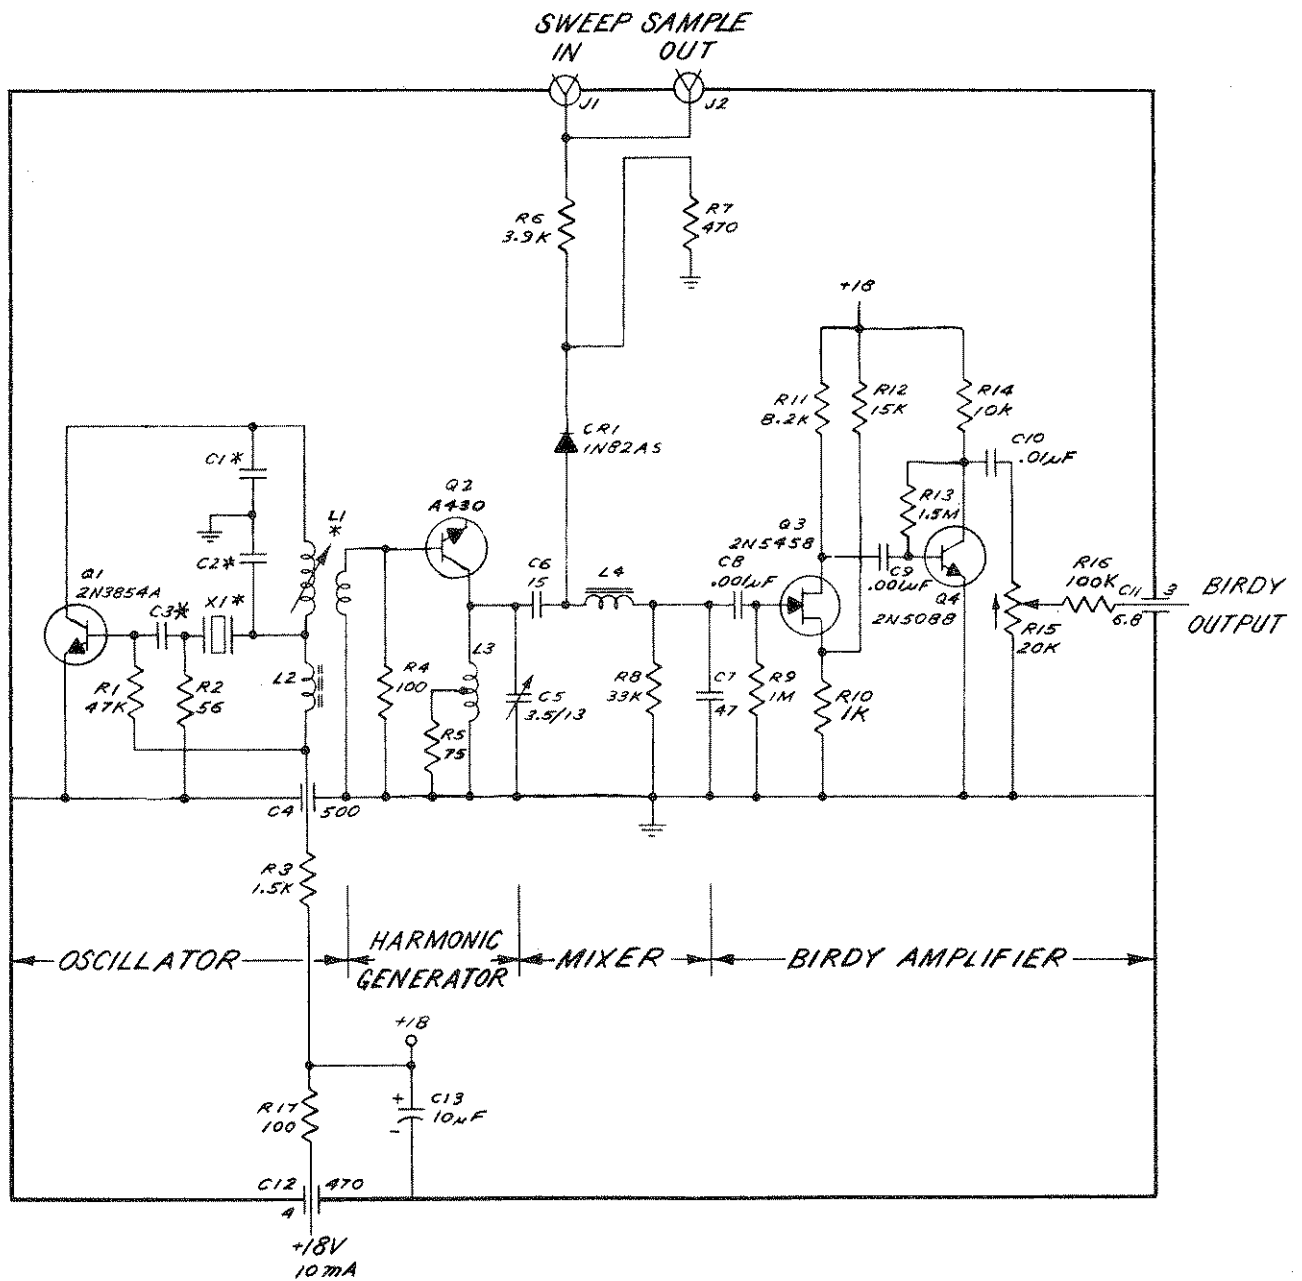 SWEEP SAMPLE
IN OUT
J1
J2
R6
3.9K
R7
470
+18
R11
8.2K
R12
15K
R14
10K
C10
.01µF
CR1
1N82AS
C1*
L1
*
Q2
A430
R13
1.5M
Q3
2N5458
C2*
Q1
2N3854A
C3*
X1*
C6
15
L4
C8
.001µF
C9
.001µF
Q4
2N5088
R16
100K
C11
3
6.8
BIRDY
OUTPUT
R15
20K
R1
47K
R2
56
L2
R4
100
L3
R5
75
C5
3.5/13
R8
33K
C7
47
R9
1M
R10
1K
C4
500
R3
1.5K
OSCILLATOR
HARMONIC
GENERATOR
MIXER
BIRDY AMPLIFIER
+18
R17
100
+
C13
10µF
-
C12
470
4
+18V
10mA